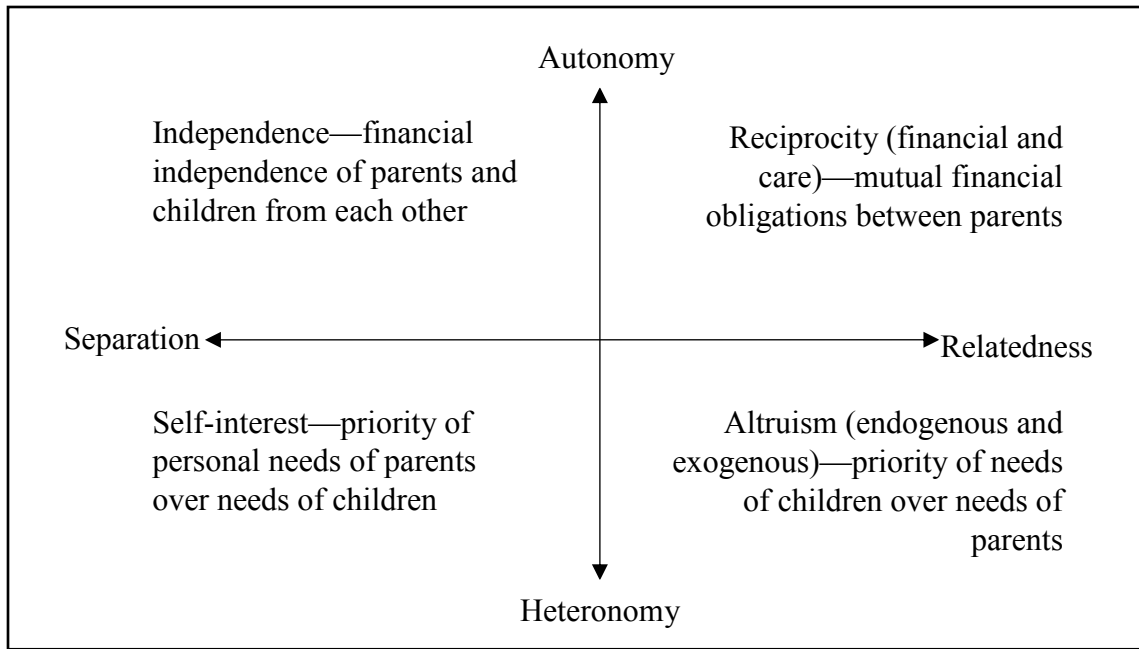 Autonomy
Independence—financial
independence of parents and
children from each other
Reciprocity (financial and
care)—mutual financial
obligations between parents
Separation
Relatedness
Self-interest—priority of
personal needs of parents
over needs of children
Altruism (endogenous and
exogenous)—priority of needs
of children over needs of
parents
Heteronomy